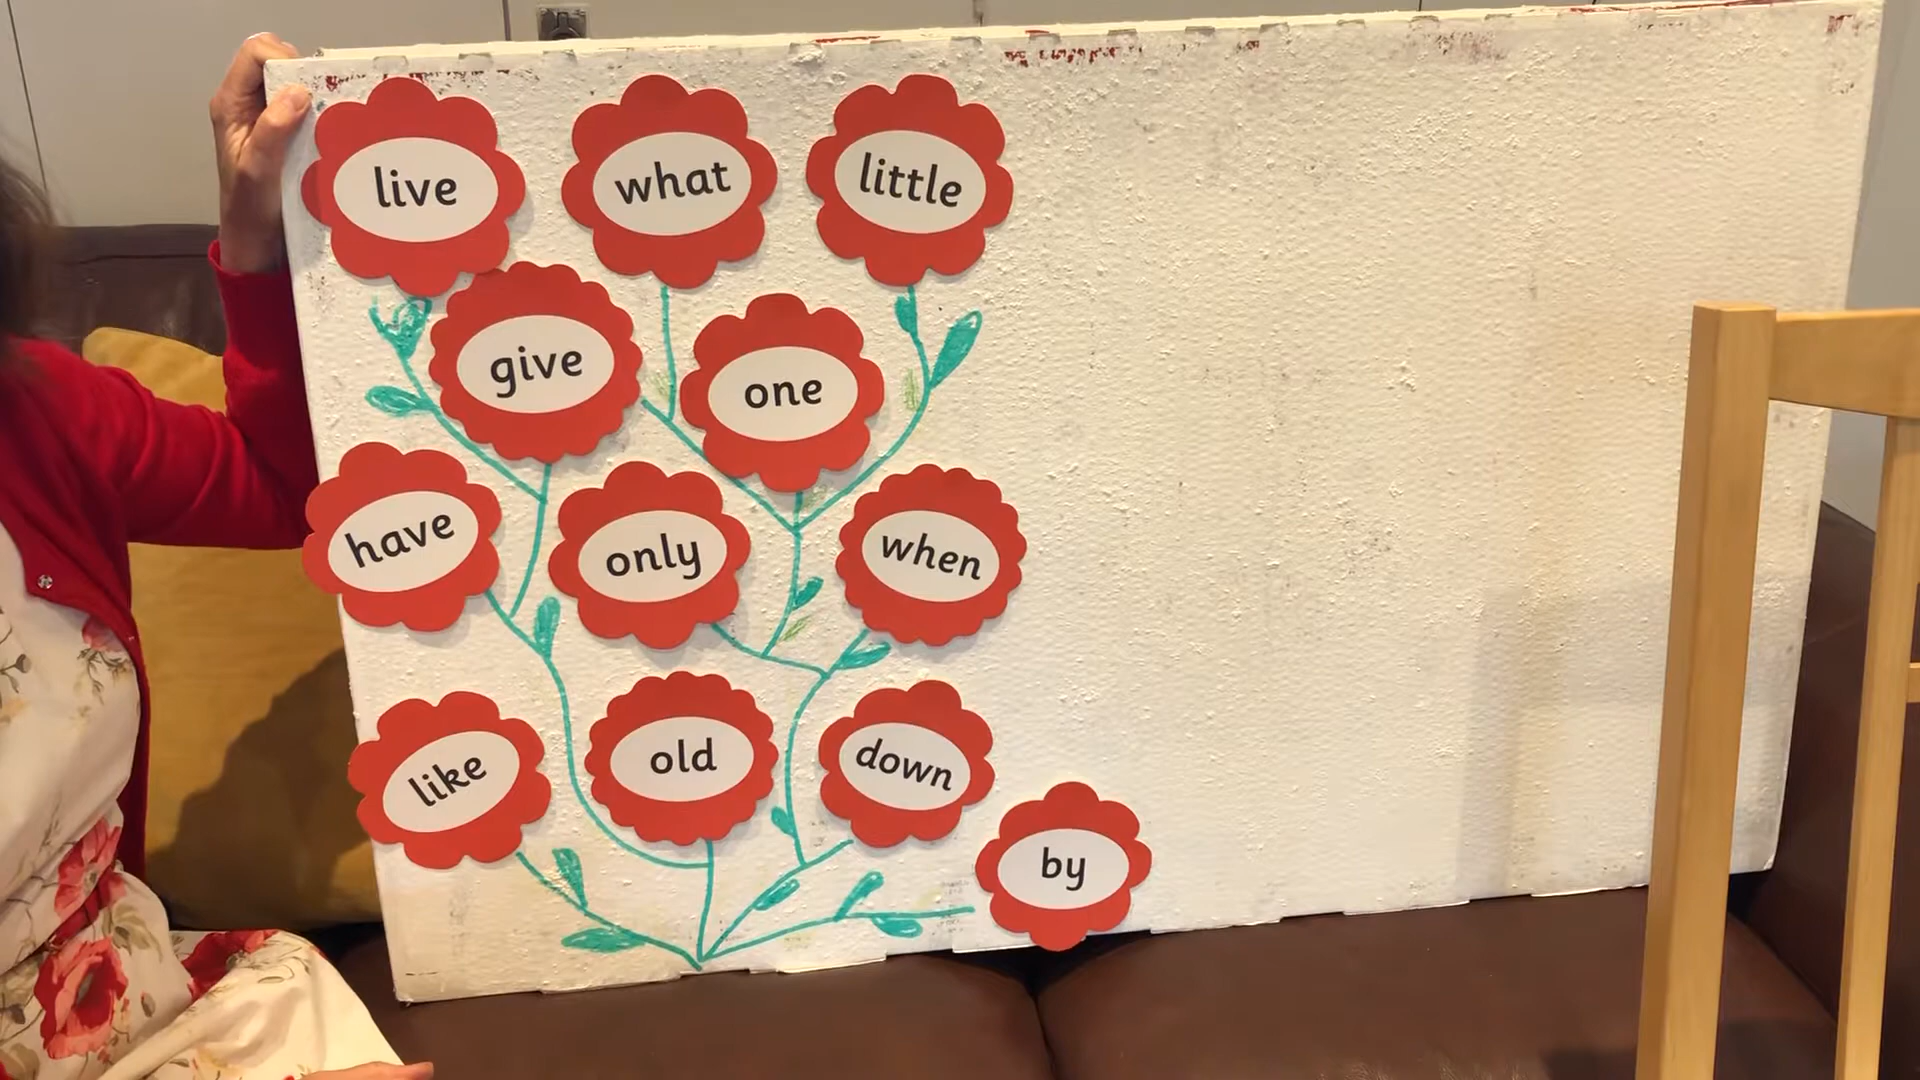 live
what
little
give
one
have
only
when
like
old
down
by